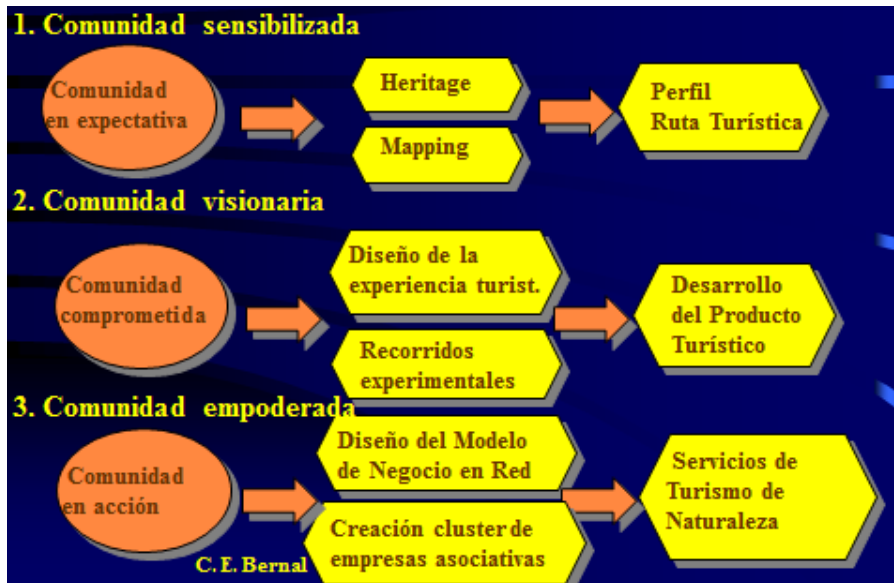 1. Comunidad sensibilizada
Comunidad
en expectativa
Heritage
Mapping
Perfil
Ruta Turística
2. Comunidad visionaria
Comunidad
comprometida
Diseño de la
experiencia turist.
Recorridos
experimentales
Desarrollo
del Producto
Turístico
3. Comunidad empoderada
Comunidad
en acción
Diseño del Modelo
de Negocio en Red
Creación cluster de
empresas asociativas
Servicios de
Turismo de
Naturaleza
C. E. Bernal